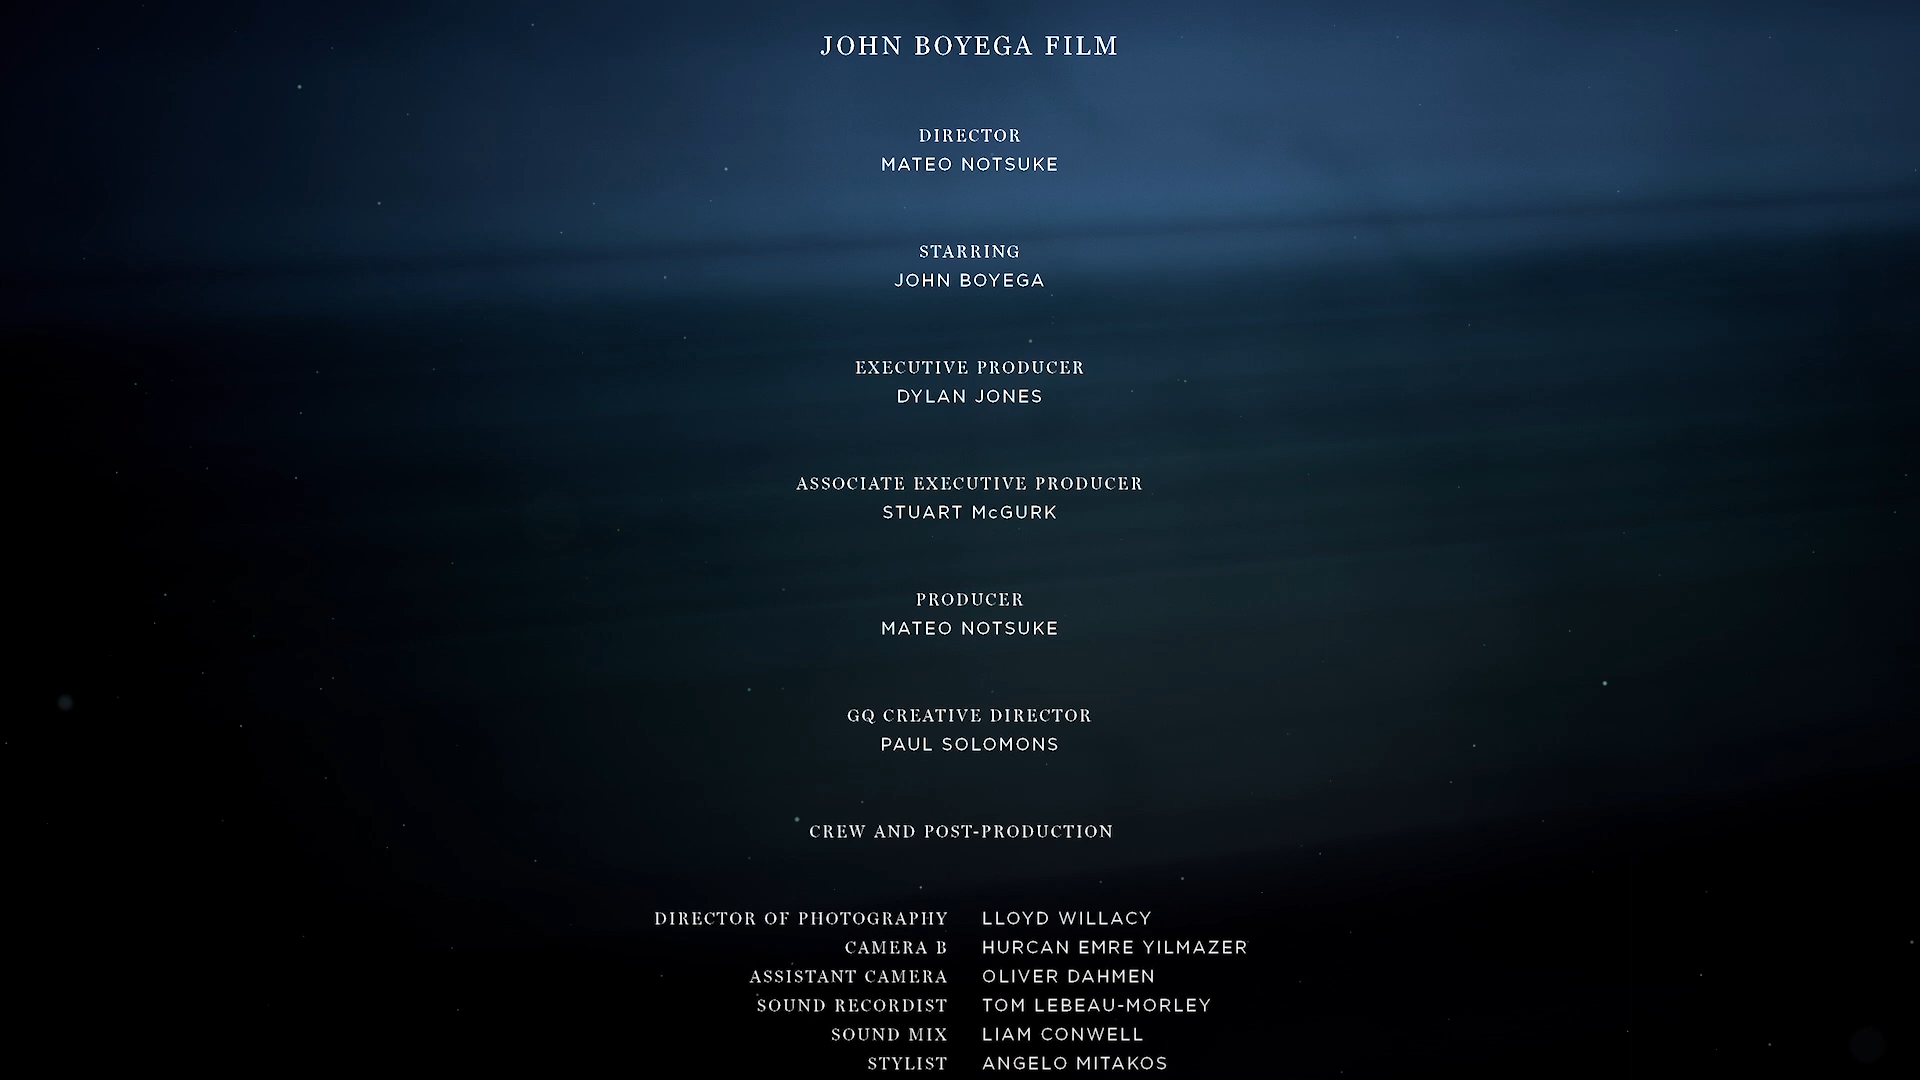 JOHN BOYEGA FILM
DIRECTOR
MATEO NOTSUKE
STARRING
JOHN BOYEGA
EXECUTIVE PRODUCER
DYLAN JONES
ASSOCIATE EXECUTIVE PRODUCER
STUART McGURK
PRODUCER
MATEO NOTSUKE
GQ CREATIVE DIRECTOR
PAUL SOLOMONS
CREW AND POST-PRODUCTION
DIRECTOR OF PHOTOGRAPHY LLOYD WILLACY
CAMERA B HURCAN EMRE YILMAZER
ASSISTANT CAMERA OLIVER DAHMEN
SOUND RECORDIST TOM LEBEAU-MORLEY
SOUND MIX LIAM CONWELL
STYLIST ANGELO MITAKOS